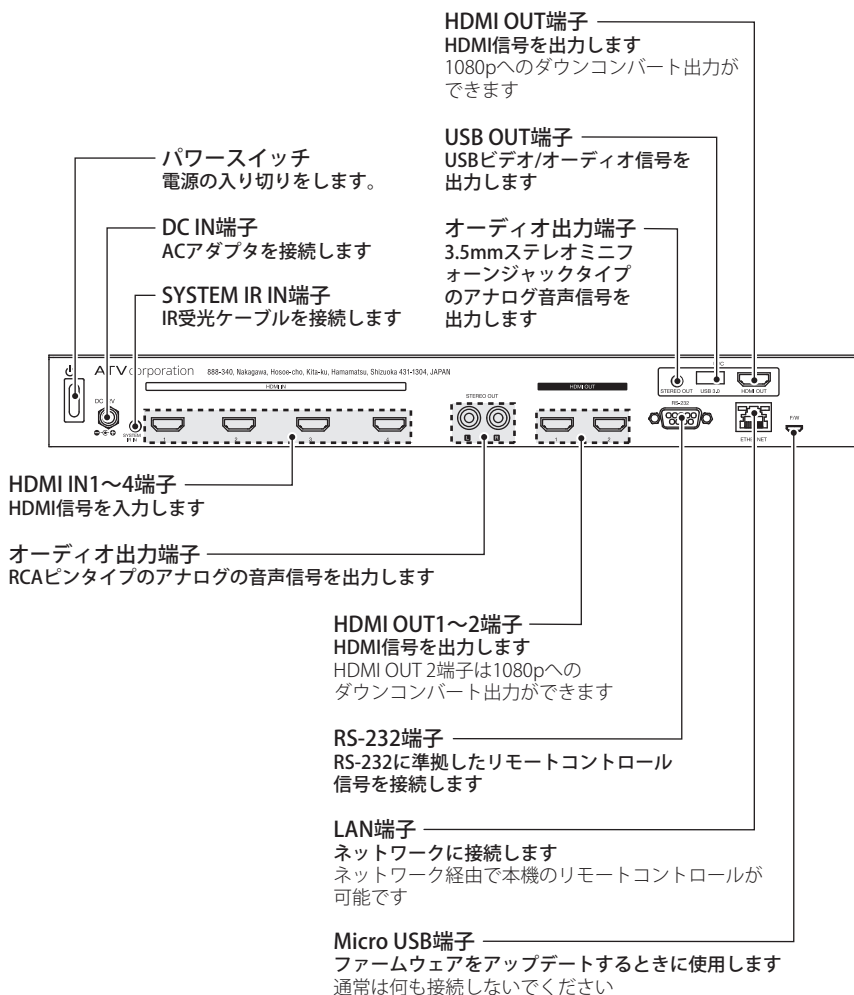 HDMI OUT端子
HDMI信号を出力します
1080pへのダウンコンバート出力が
できます
USB OUT端子
USBビデオ/オーディオ信号を
出力します
パワースイッチ
電源の入り切りをします。
DC IN端子
ACアダプタを接続します
オーディオ出力端子
3.5mmステレオミニフ
ォーンジャックタイプ
のアナログ音声信号を
出力します
SYSTEM IR IN端子
IR受光ケーブルを接続します
ATV corporation 888-340, Nakagawa, Hosoe-cho, Kita-ku, Hamamatsu, Shizuoka 431-1304, JAPAN
HDMI IN
HDMI OUT
STEREO OUT USB 3.0 HDMI OUT
STEREO OUT
RS-232
SYSTEM
IR IN
1 2 3 4
L R
1 2
ETHERNET
F/W
HDMI IN1〜4端子
HDMI信号を入力します
オーディオ出力端子
RCAピンタイプのアナログの音声信号を出力します
HDMI OUT1〜2端子
HDMI信号を出力します
HDMI OUT 2端子は1080pへの
ダウンコンバート出力ができます
RS-232端子
RS-232に準拠したリモートコントロール
信号を接続します
LAN端子
ネットワークに接続します
ネットワーク経由で本機のリモートコントロールが
可能です
Micro USB端子
ファームウェアをアップデートするときに使用します
通常は何も接続しないでください